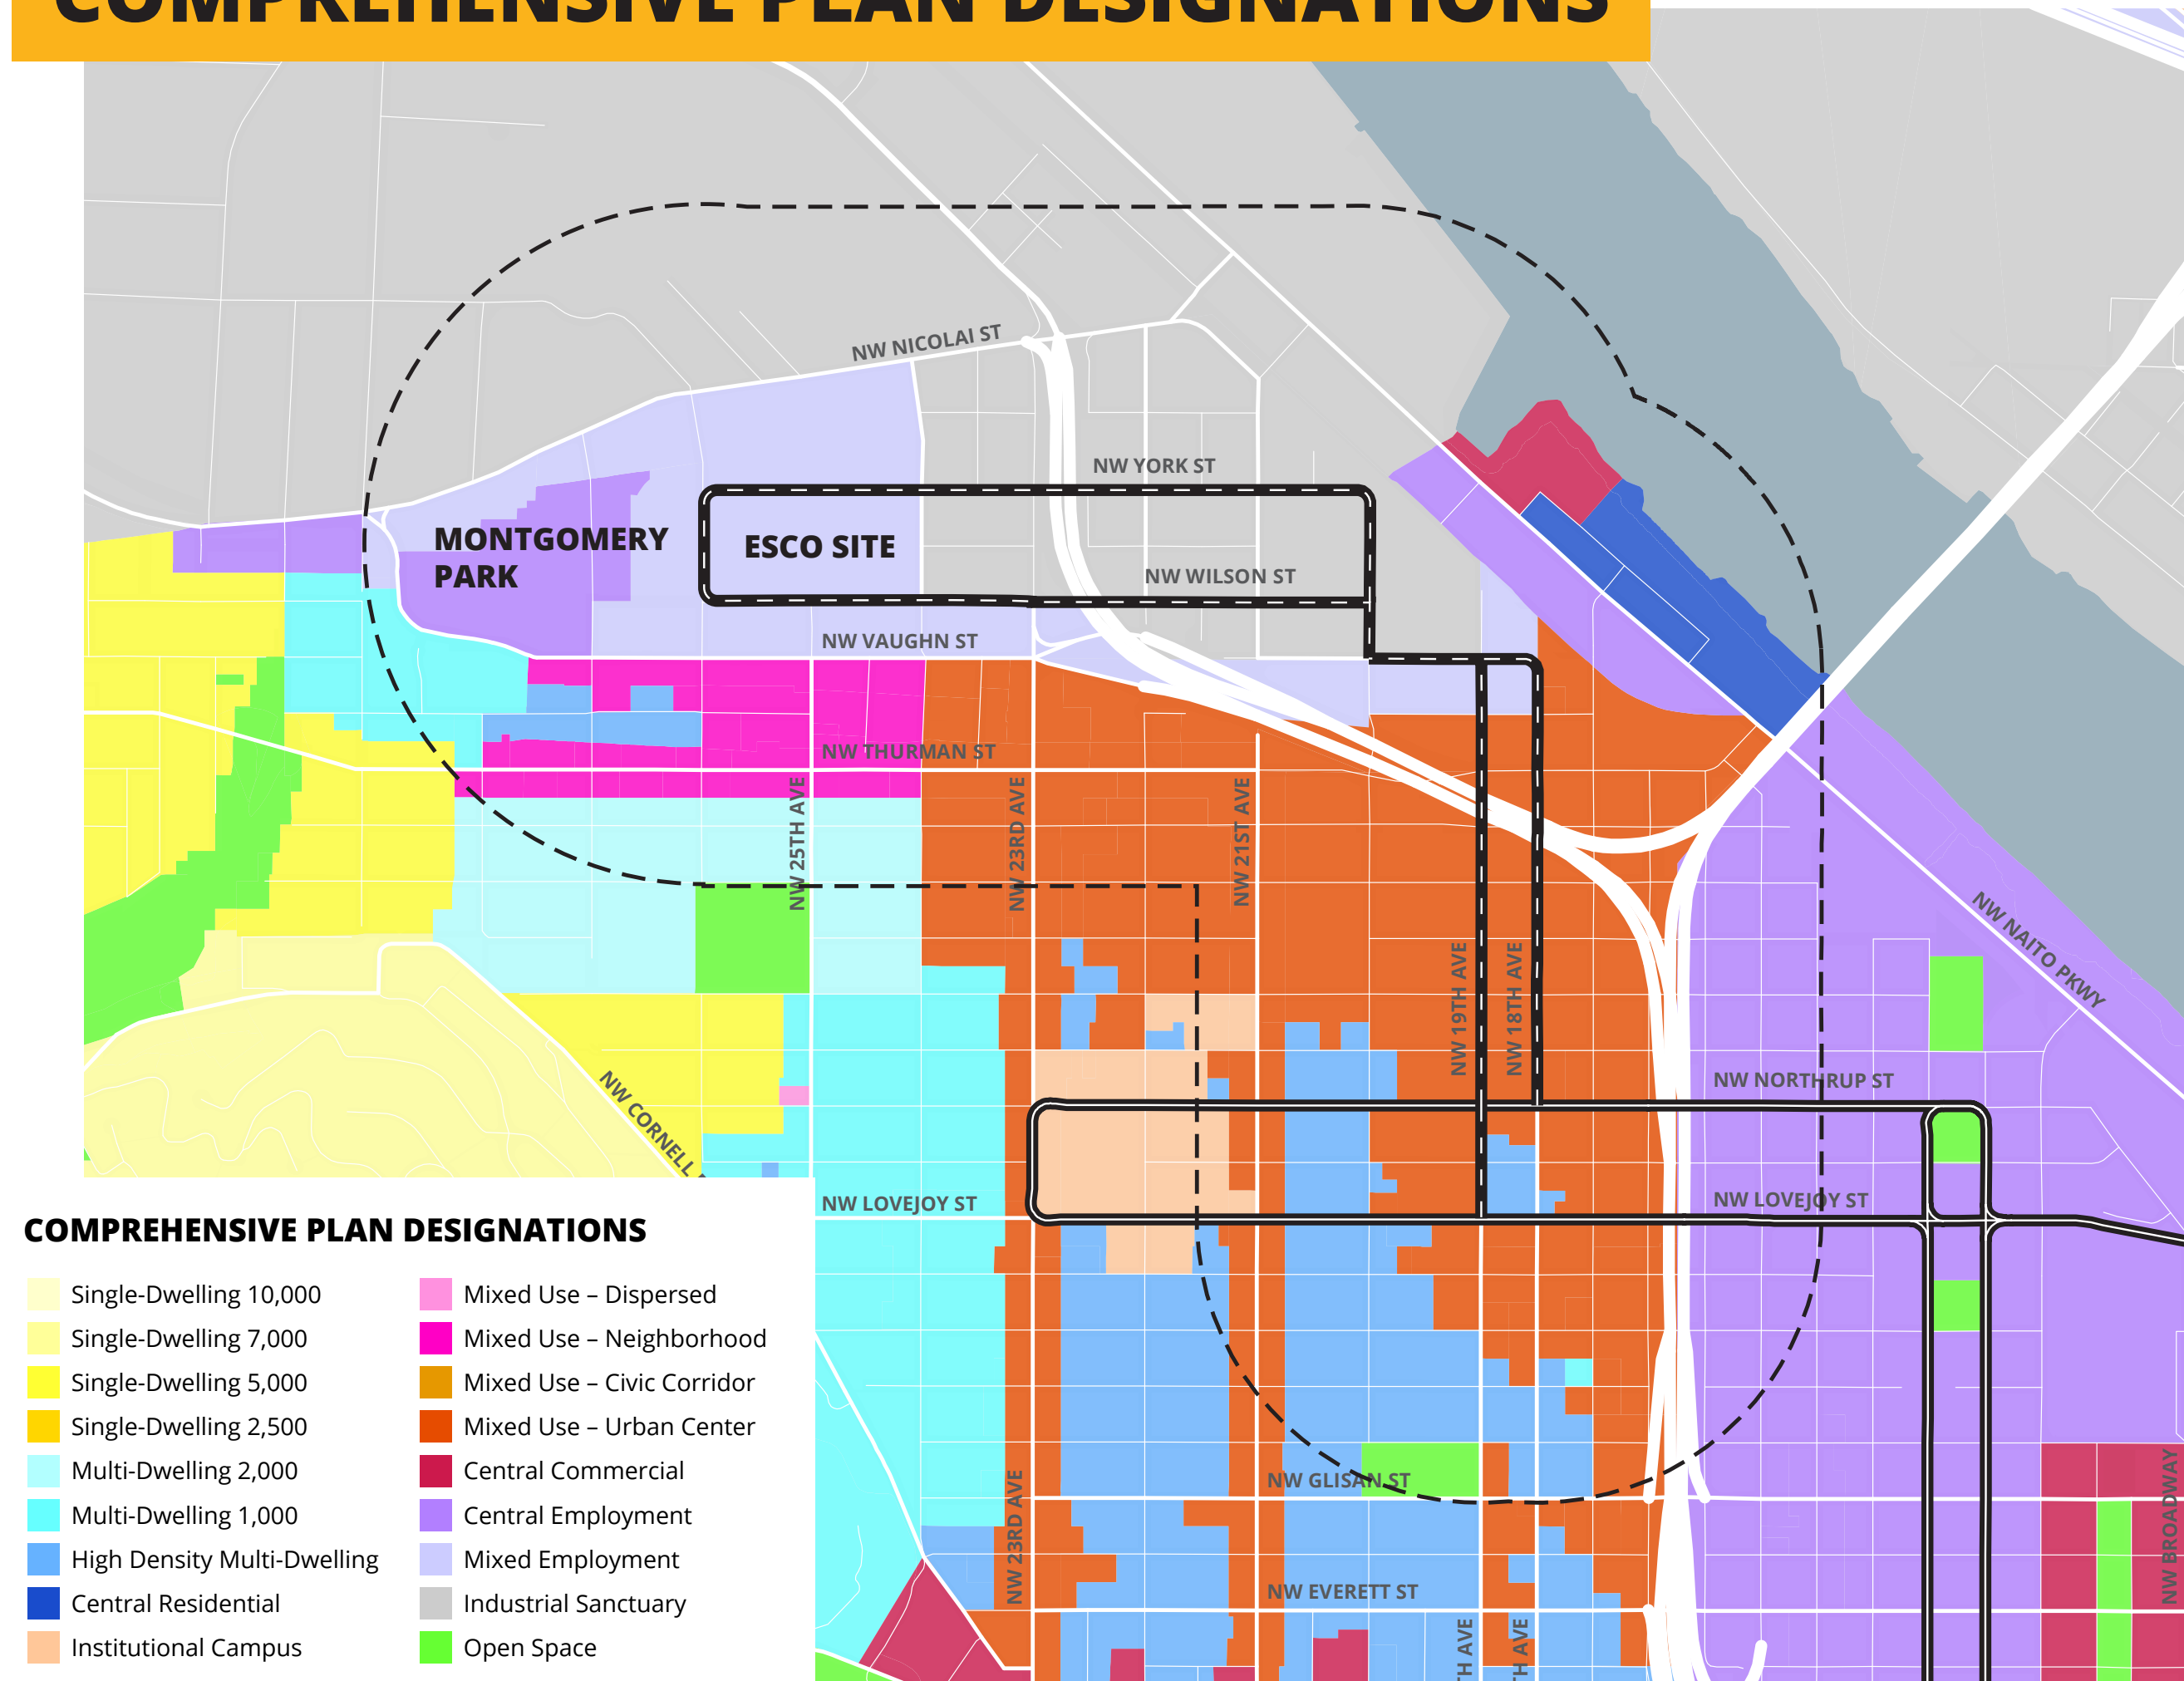 COMPREHENSIVE PLAN DESIGNATIONS
NW NICOLAI ST
NW YORK ST
MONTGOMERY
PARK
ESCO SITE
NW WILSON ST
NW VAUGHN ST
NW THURMAN ST
NW 25TH AVE
NW 23RD AVE
NW 21ST AVE
NW 19TH AVE
NW 18TH AVE
NW NAITO PKWY
NW CORNELL
NW NORTHRUP ST
NW LOVEJOY ST
NW LOVEJOY ST
NW GLISAN ST
NW 23RD AVE
NW EVERETT ST
TH AVE
TH AVE
NW BROADWAY
COMPREHENSIVE PLAN DESIGNATIONS
Single-Dwelling 10,000
Single-Dwelling 7,000
Single-Dwelling 5,000
Single-Dwelling 2,500
Multi-Dwelling 2,000
Multi-Dwelling 1,000
High Density Multi-Dwelling
Central Residential
Institutional Campus
Mixed Use – Dispersed
Mixed Use – Neighborhood
Mixed Use – Civic Corridor
Mixed Use – Urban Center
Central Commercial
Central Employment
Mixed Employment
Industrial Sanctuary
Open Space